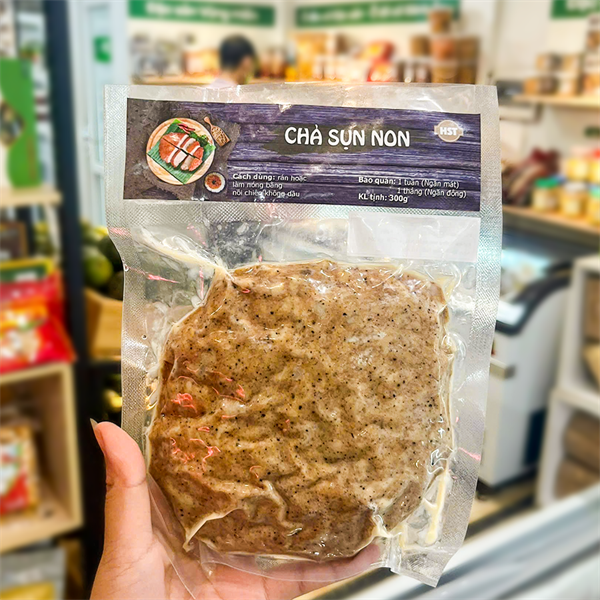 CHẢ SỤN NON
HST
Cách dùng: rán hoặc
làm nóng bằng
nồi chiên không dầu
Bảo quản: 1 tuần (Ngăn mát)
1 tháng (Ngăn đông)
KL tịnh: 300g